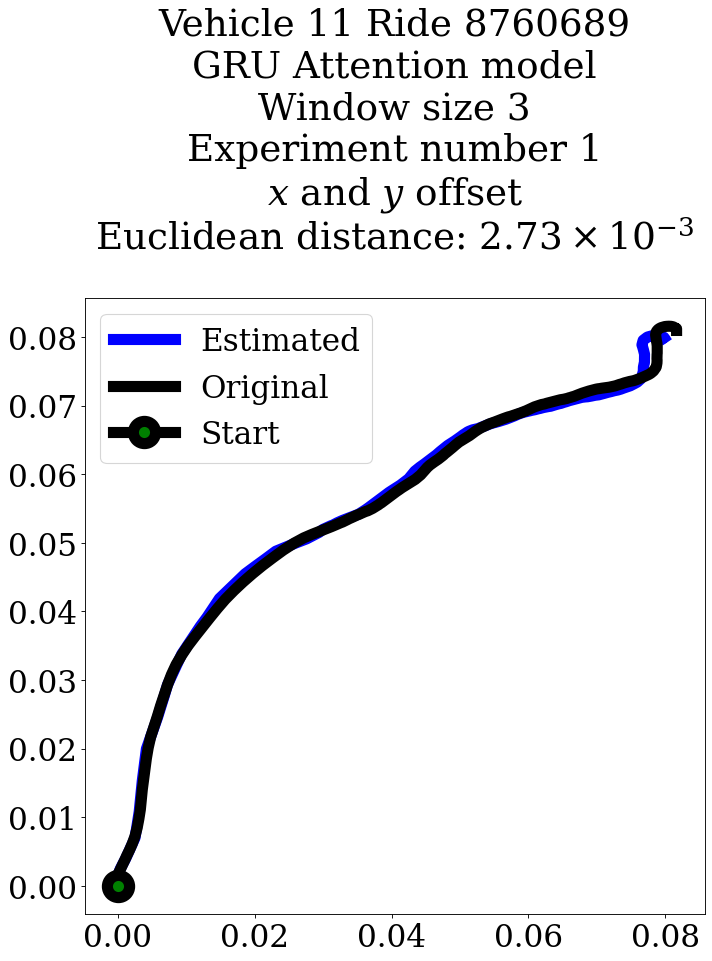 Vehicle 11 Ride 8760689
GRU Attention model
Window size 3
Experiment number 1
x and y offset
Euclidean distance: 2.73 × 10⁻³
Estimated
Original
Start
0.08
0.07
0.06
0.05
0.04
0.03
0.02
0.01
0.00
0.00 0.02 0.04 0.06 0.08